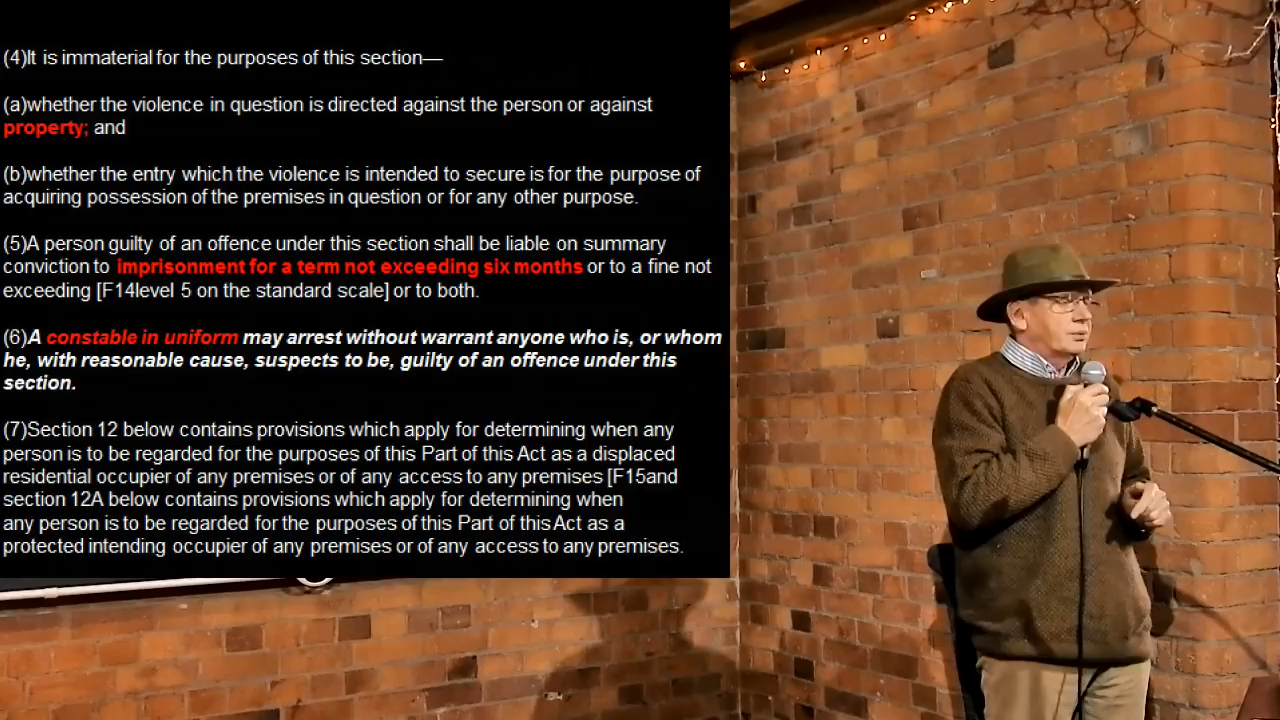 (4)It is immaterial for the purposes of this section—
(a)whether the violence in question is directed against the person or against
property; and
(b)whether the entry which the violence is intended to secure is for the purpose of
acquiring possession of the premises in question or for any other purpose.
(5)A person guilty of an offence under this section shall be liable on summary
conviction to imprisonment for a term not exceeding six months or to a fine not
exceeding [F14level 5 on the standard scale] or to both.
(6)A constable in uniform may arrest without warrant anyone who is, or whom
he, with reasonable cause, suspects to be, guilty of an offence under this
section.
(7)Section 12 below contains provisions which apply for determining when any
person is to be regarded for the purposes of this Part of this Act as a displaced
residential occupier of any premises or of any access to any premises [F15and
section 12A below contains provisions which apply for determining when
any person is to be regarded for the purposes of this Part of this Act as a
protected intending occupier of any premises or of any access to any premises.